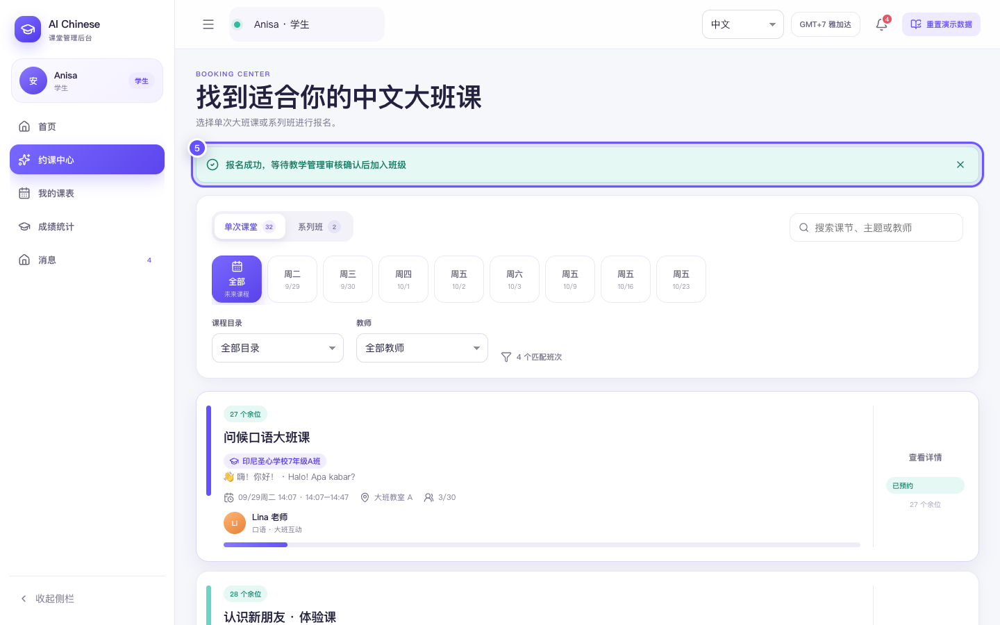 AI Chinese
课堂管理后台
安
Anisa
学生
学生
首页
约课中心
我的课表
成绩统计
消息
4
收起侧栏
Anisa · 学生
中文
GMT+7 雅加达
4
重置演示数据
BOOKING CENTER
找到适合你的中文大班课
选择单次大班课或系列班进行报名。
5
报名成功，等待教学管理审核确认后加入班级
单次课堂 32
系列班 2
搜索课节、主题或教师
全部
未来课程
周二
9/29
周三
9/30
周四
10/1
周五
10/2
周六
10/3
周五
10/9
周五
10/16
周五
10/23
课程目录
全部目录
教师
全部教师
4 个匹配班次
27 个余位
问候口语大班课
印尼圣心学校7年级A班
👋 嗨！你好！ · Halo! Apa kabar?
09/29周二 14:07 · 14:07–14:47
大班教室 A
3/30
Li
Lina 老师
口语 · 大班互动
查看详情
已预约
27 个余位
28 个余位
认识新朋友 · 体验课